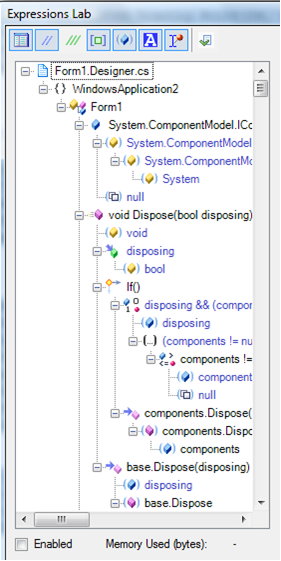 Expressions Lab
Form1.Designer.cs
{} WindowsApplication2
Form1
System.ComponentModel.ICo
System.ComponentModel
System.ComponentMo
System
null
void Dispose(bool disposing)
void
disposing
bool
If()
disposing && (compor
disposing
(components != nu
components !=
component
null
components.Dispose(
components.Dispo
components
base.Dispose(disposing)
disposing
base.Dispose
Enabled Memory Used (bytes): -